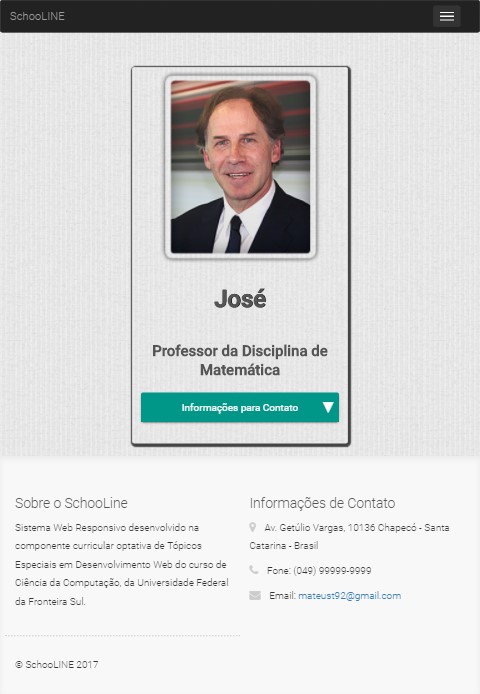 SchooLINE
José
Professor da Disciplina de
Matemática
Informações para Contato
Sobre o SchooLine
Sistema Web Responsivo desenvolvido na
componente curricular optativa de Tópicos
Especiais em Desenvolvimento Web do curso de
Ciência da Computação, da Universidade Federal
da Fronteira Sul.
Informações de Contato
Av. Getúlio Vargas, 10136 Chapecó - Santa
Catarina - Brasil
Fone: (049) 99999-9999
Email: mateust92@gmail.com
© SchooLINE 2017